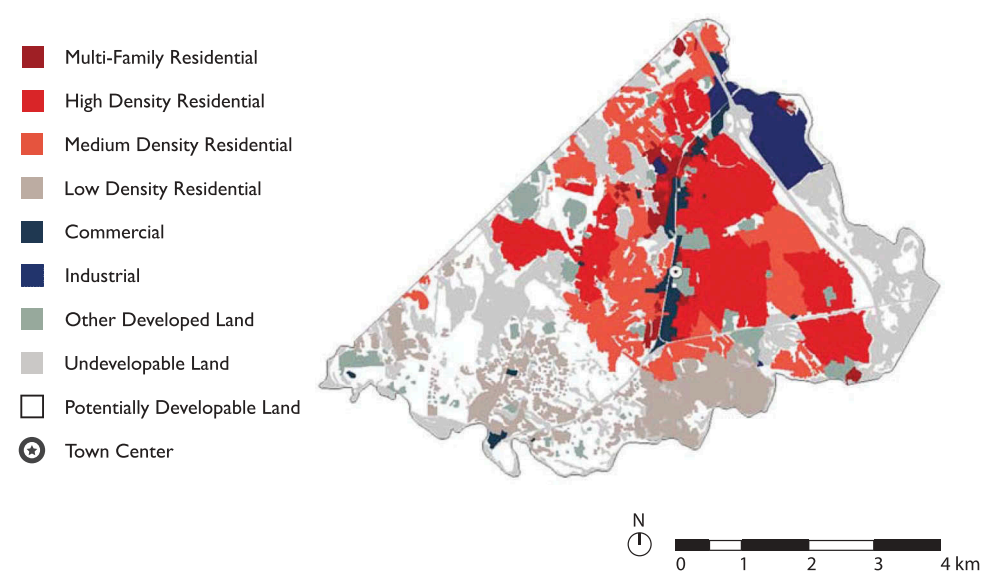 Multi-Family Residential
High Density Residential
Medium Density Residential
Low Density Residential
Commercial
Industrial
Other Developed Land
Undevelopable Land
Potentially Developable Land
Town Center
N
0 1 2 3 4 km